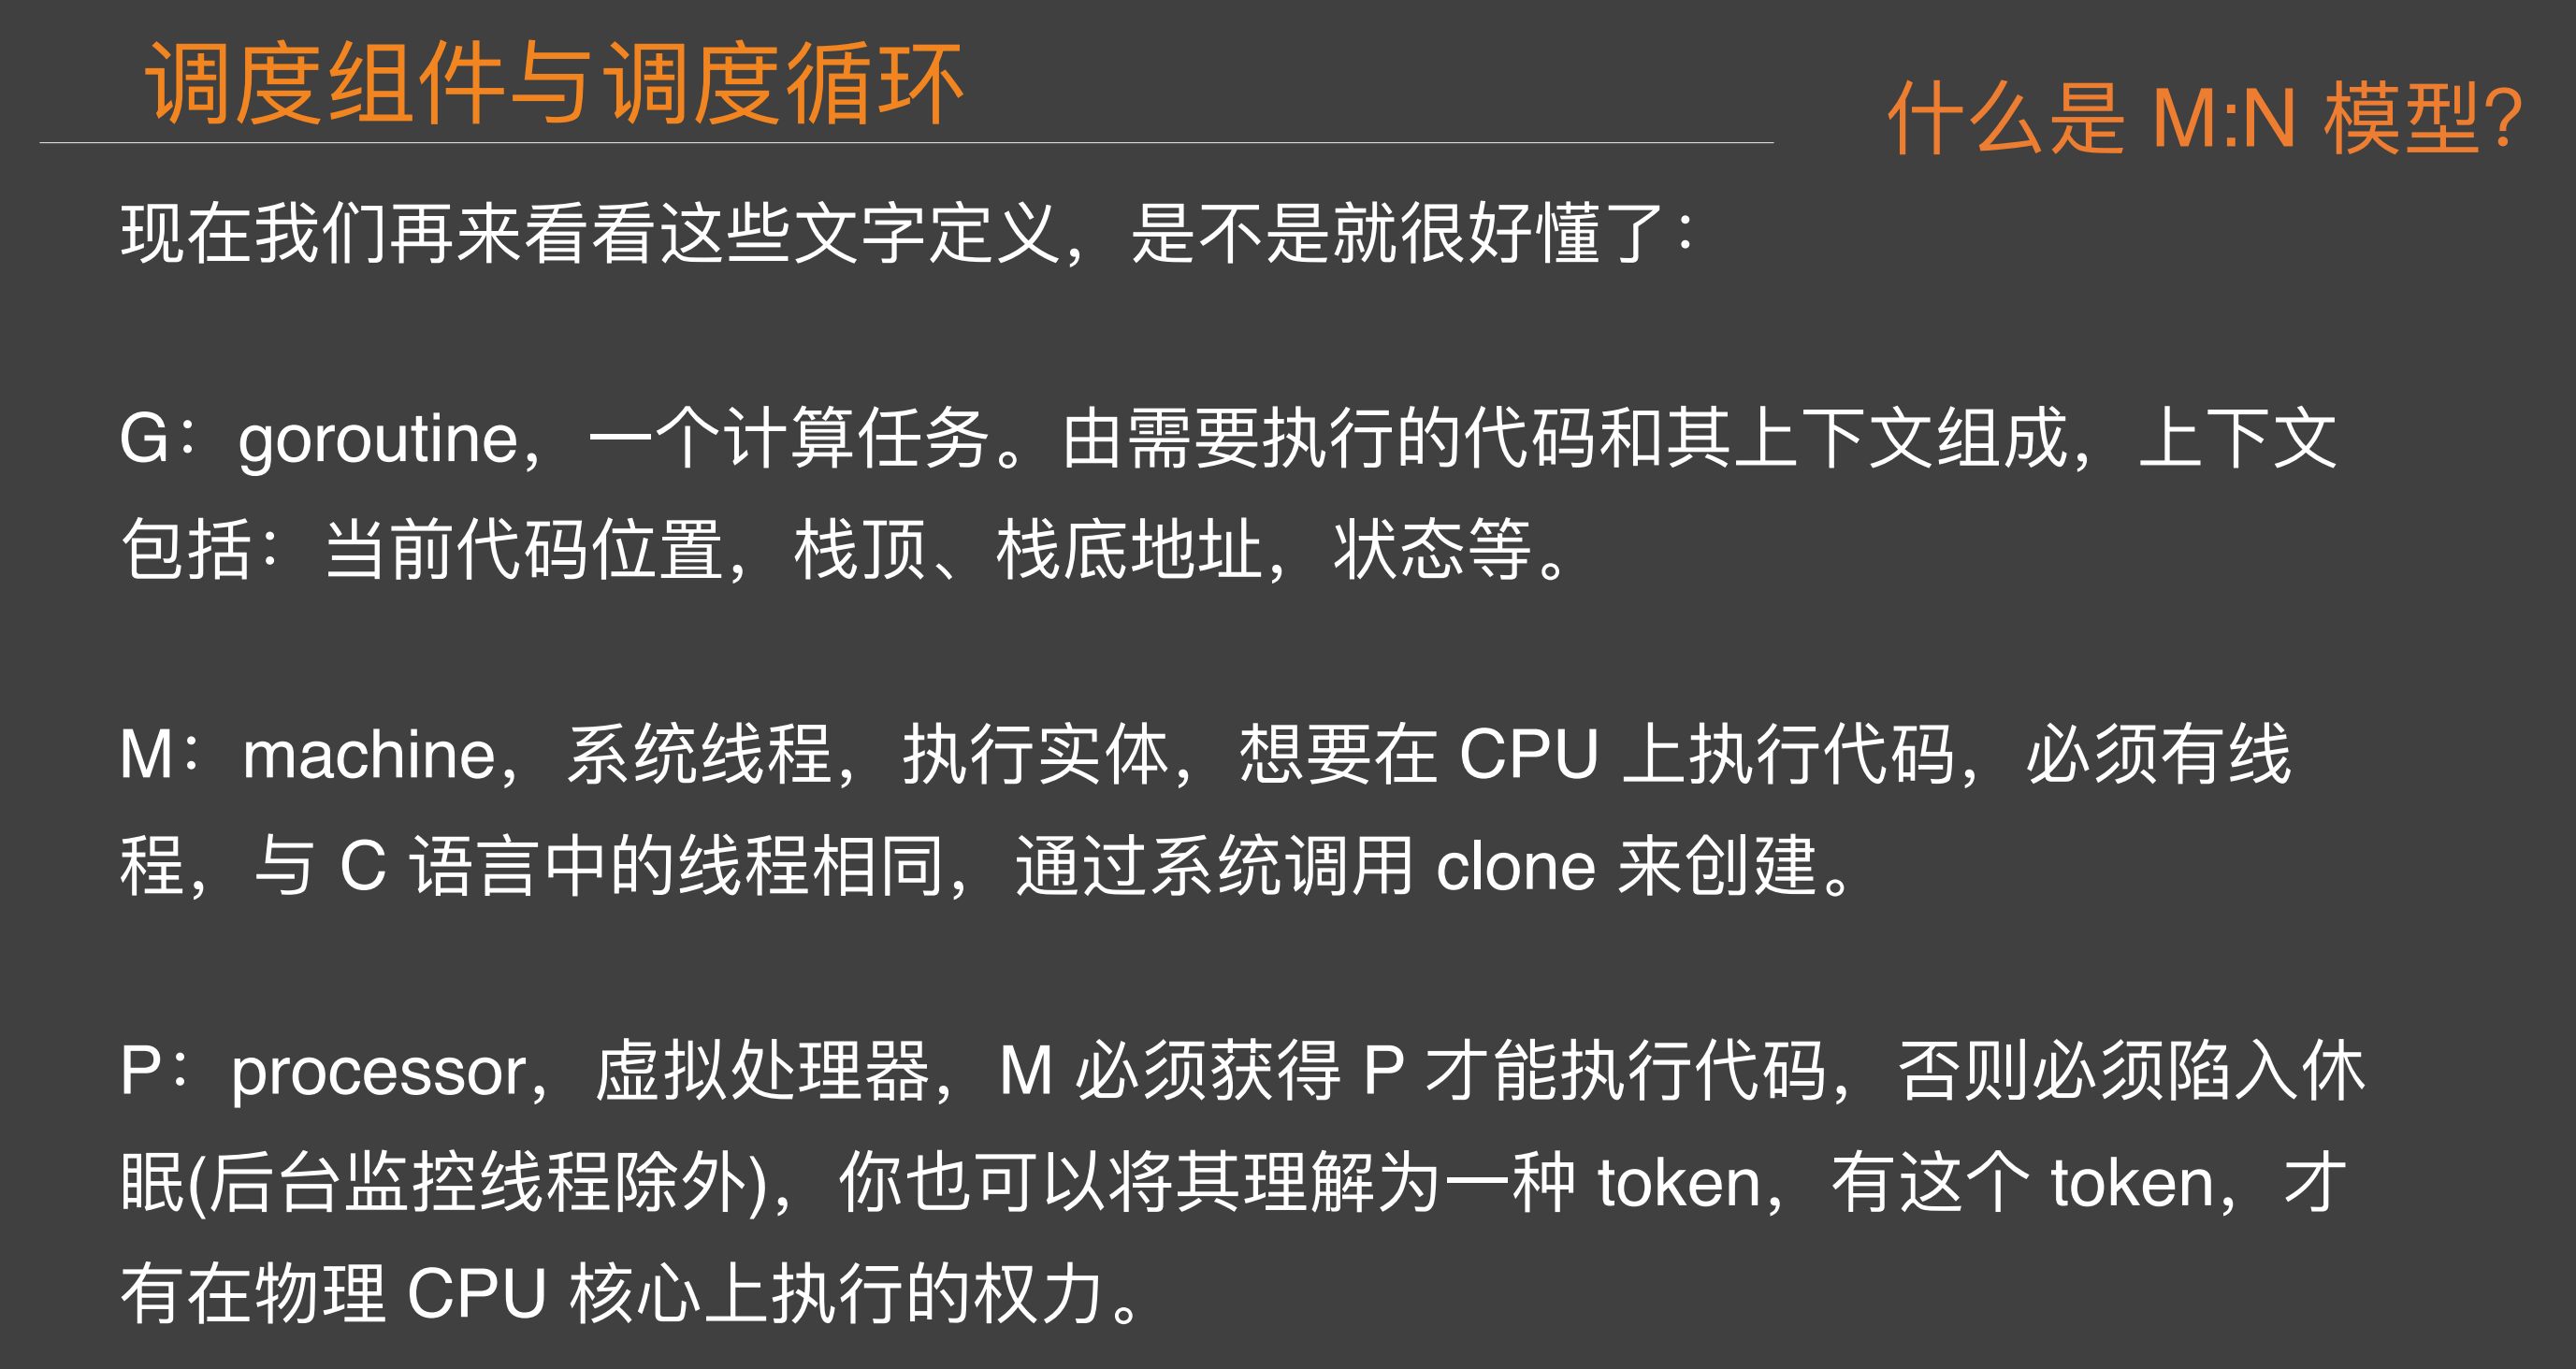 调度组件与调度循环
什么是 M:N 模型?
现在我们再来看看这些文字定义，是不是就很好懂了：
G：goroutine，一个计算任务。由需要执行的代码和其上下文组成，上下文
包括：当前代码位置，栈顶、栈底地址，状态等。
M：machine，系统线程，执行实体，想要在 CPU 上执行代码，必须有线
程，与 C 语言中的线程相同，通过系统调用 clone 来创建。
P：processor，虚拟处理器，M 必须获得 P 才能执行代码，否则必须陷入休
眠(后台监控线程除外)，你也可以将其理解为一种 token，有这个 token，才
有在物理 CPU 核心上执行的权力。